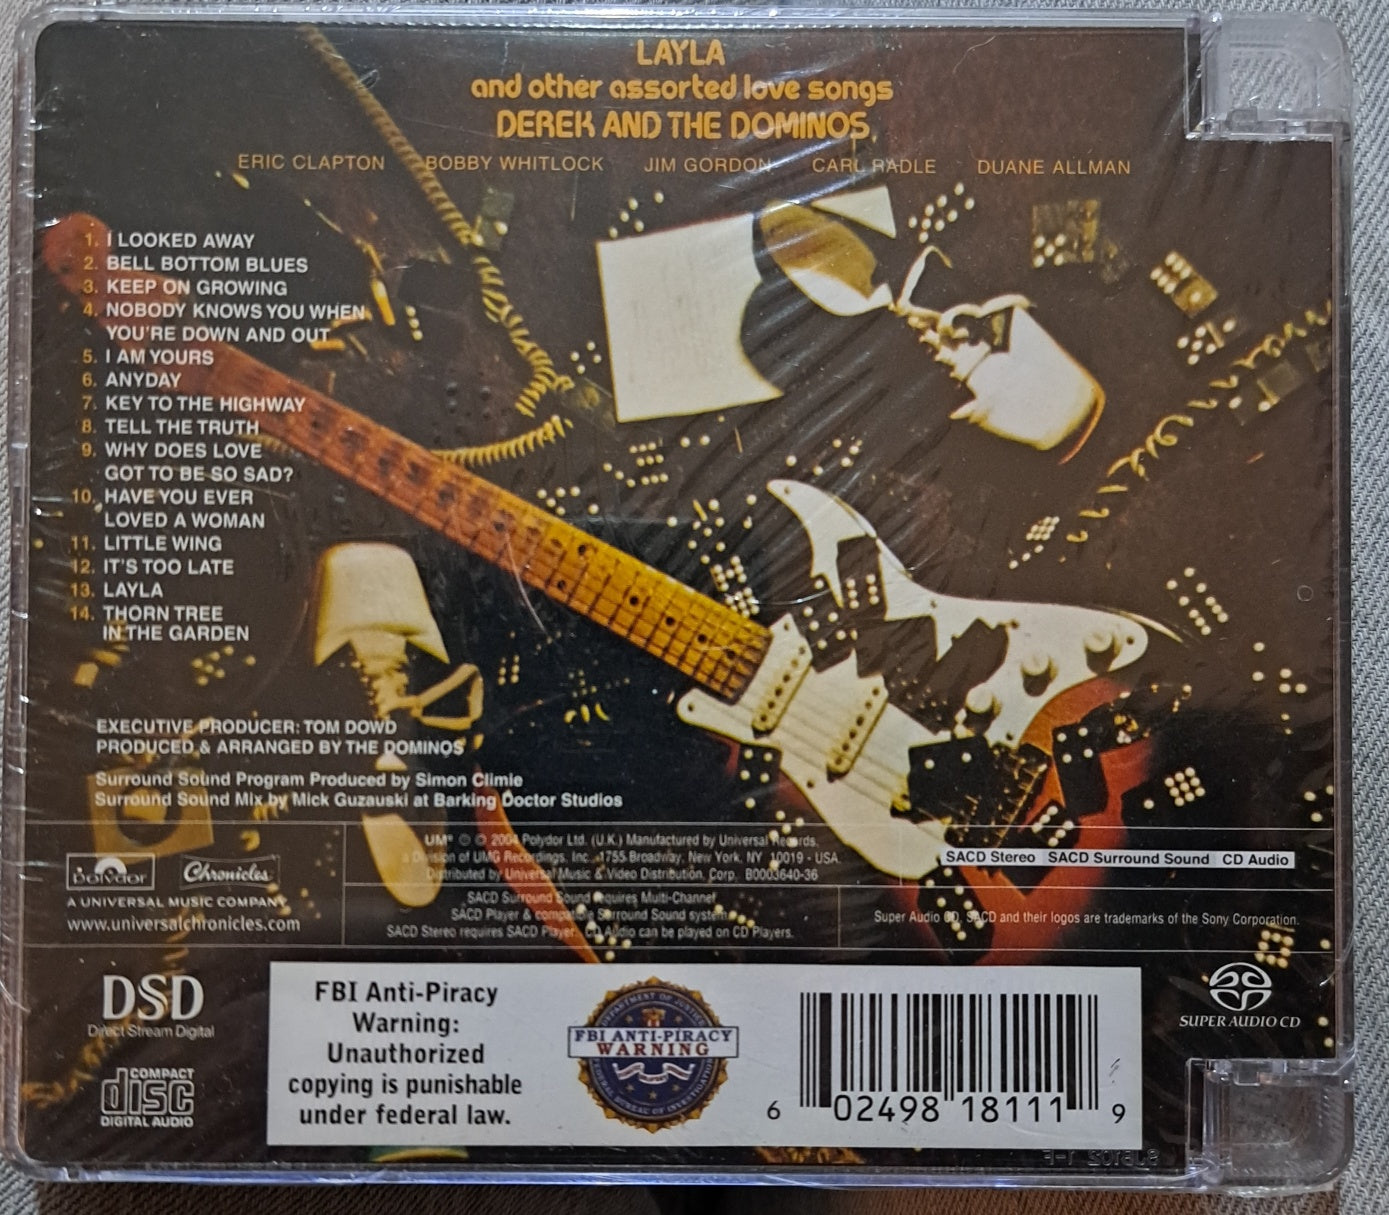 LAYLA
and other assorted love songs
DEREK AND THE DOMINOS
ERIC CLAPTON BOBBY WHITLOCK JIM GORDON CARL RADLE DUANE ALLMAN
1. I LOOKED AWAY
2. BELL BOTTOM BLUES
3. KEEP ON GROWING
4. NOBODY KNOWS YOU WHEN
YOU'RE DOWN AND OUT
5. I AM YOURS
6. ANYDAY
7. KEY TO THE HIGHWAY
8. TELL THE TRUTH
9. WHY DOES LOVE
GOT TO BE SO SAD?
10. HAVE YOU EVER
LOVED A WOMAN
11. LITTLE WING
12. IT'S TOO LATE
13. LAYLA
14. THORN TREE
IN THE GARDEN
EXECUTIVE PRODUCER: TOM DOWD
PRODUCED & ARRANGED BY THE DOMINOS
Surround Sound Program Produced by Simon Climie
Surround Sound Mix by Mick Guzauski at Barking Doctor Studios
polydor Chronicles
A UNIVERSAL MUSIC COMPANY
www.universalchronicles.com
UM® ℗ © 2004 Polydor Ltd. (U.K.) Manufactured by Universal Records,
a Division of UMG Recordings, Inc. 1755 Broadway, New York, NY 10019 - USA.
Distributed by Universal Music & Video Distribution, Corp. B0003640-36
SACD Surround Sound requires Multi-Channel
SACD Player & compatible Surround Sound system.
SACD Stereo requires SACD Player. CD Audio can be played on CD Players.
SACD Stereo SACD Surround Sound CD Audio
Super Audio CD, SACD and their logos are trademarks of the Sony Corporation.
DSD
Direct Stream Digital
COMPACT
disc
DIGITAL AUDIO
FBI Anti-Piracy
Warning:
Unauthorized
copying is punishable
under federal law.
DEPARTMENT OF JUSTICE
FBI ANTI-PIRACY
WARNING
FEDERAL BUREAU OF INVESTIGATION
6 02498 18111 9
SUPER AUDIO CD